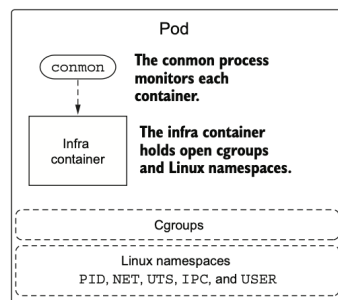 Pod
conmon
The conmon process
monitors each
container.
Infra
container
The infra container
holds open cgroups
and Linux namespaces.
Cgroups
Linux namespaces
PID, NET, UTS, IPC, and USER